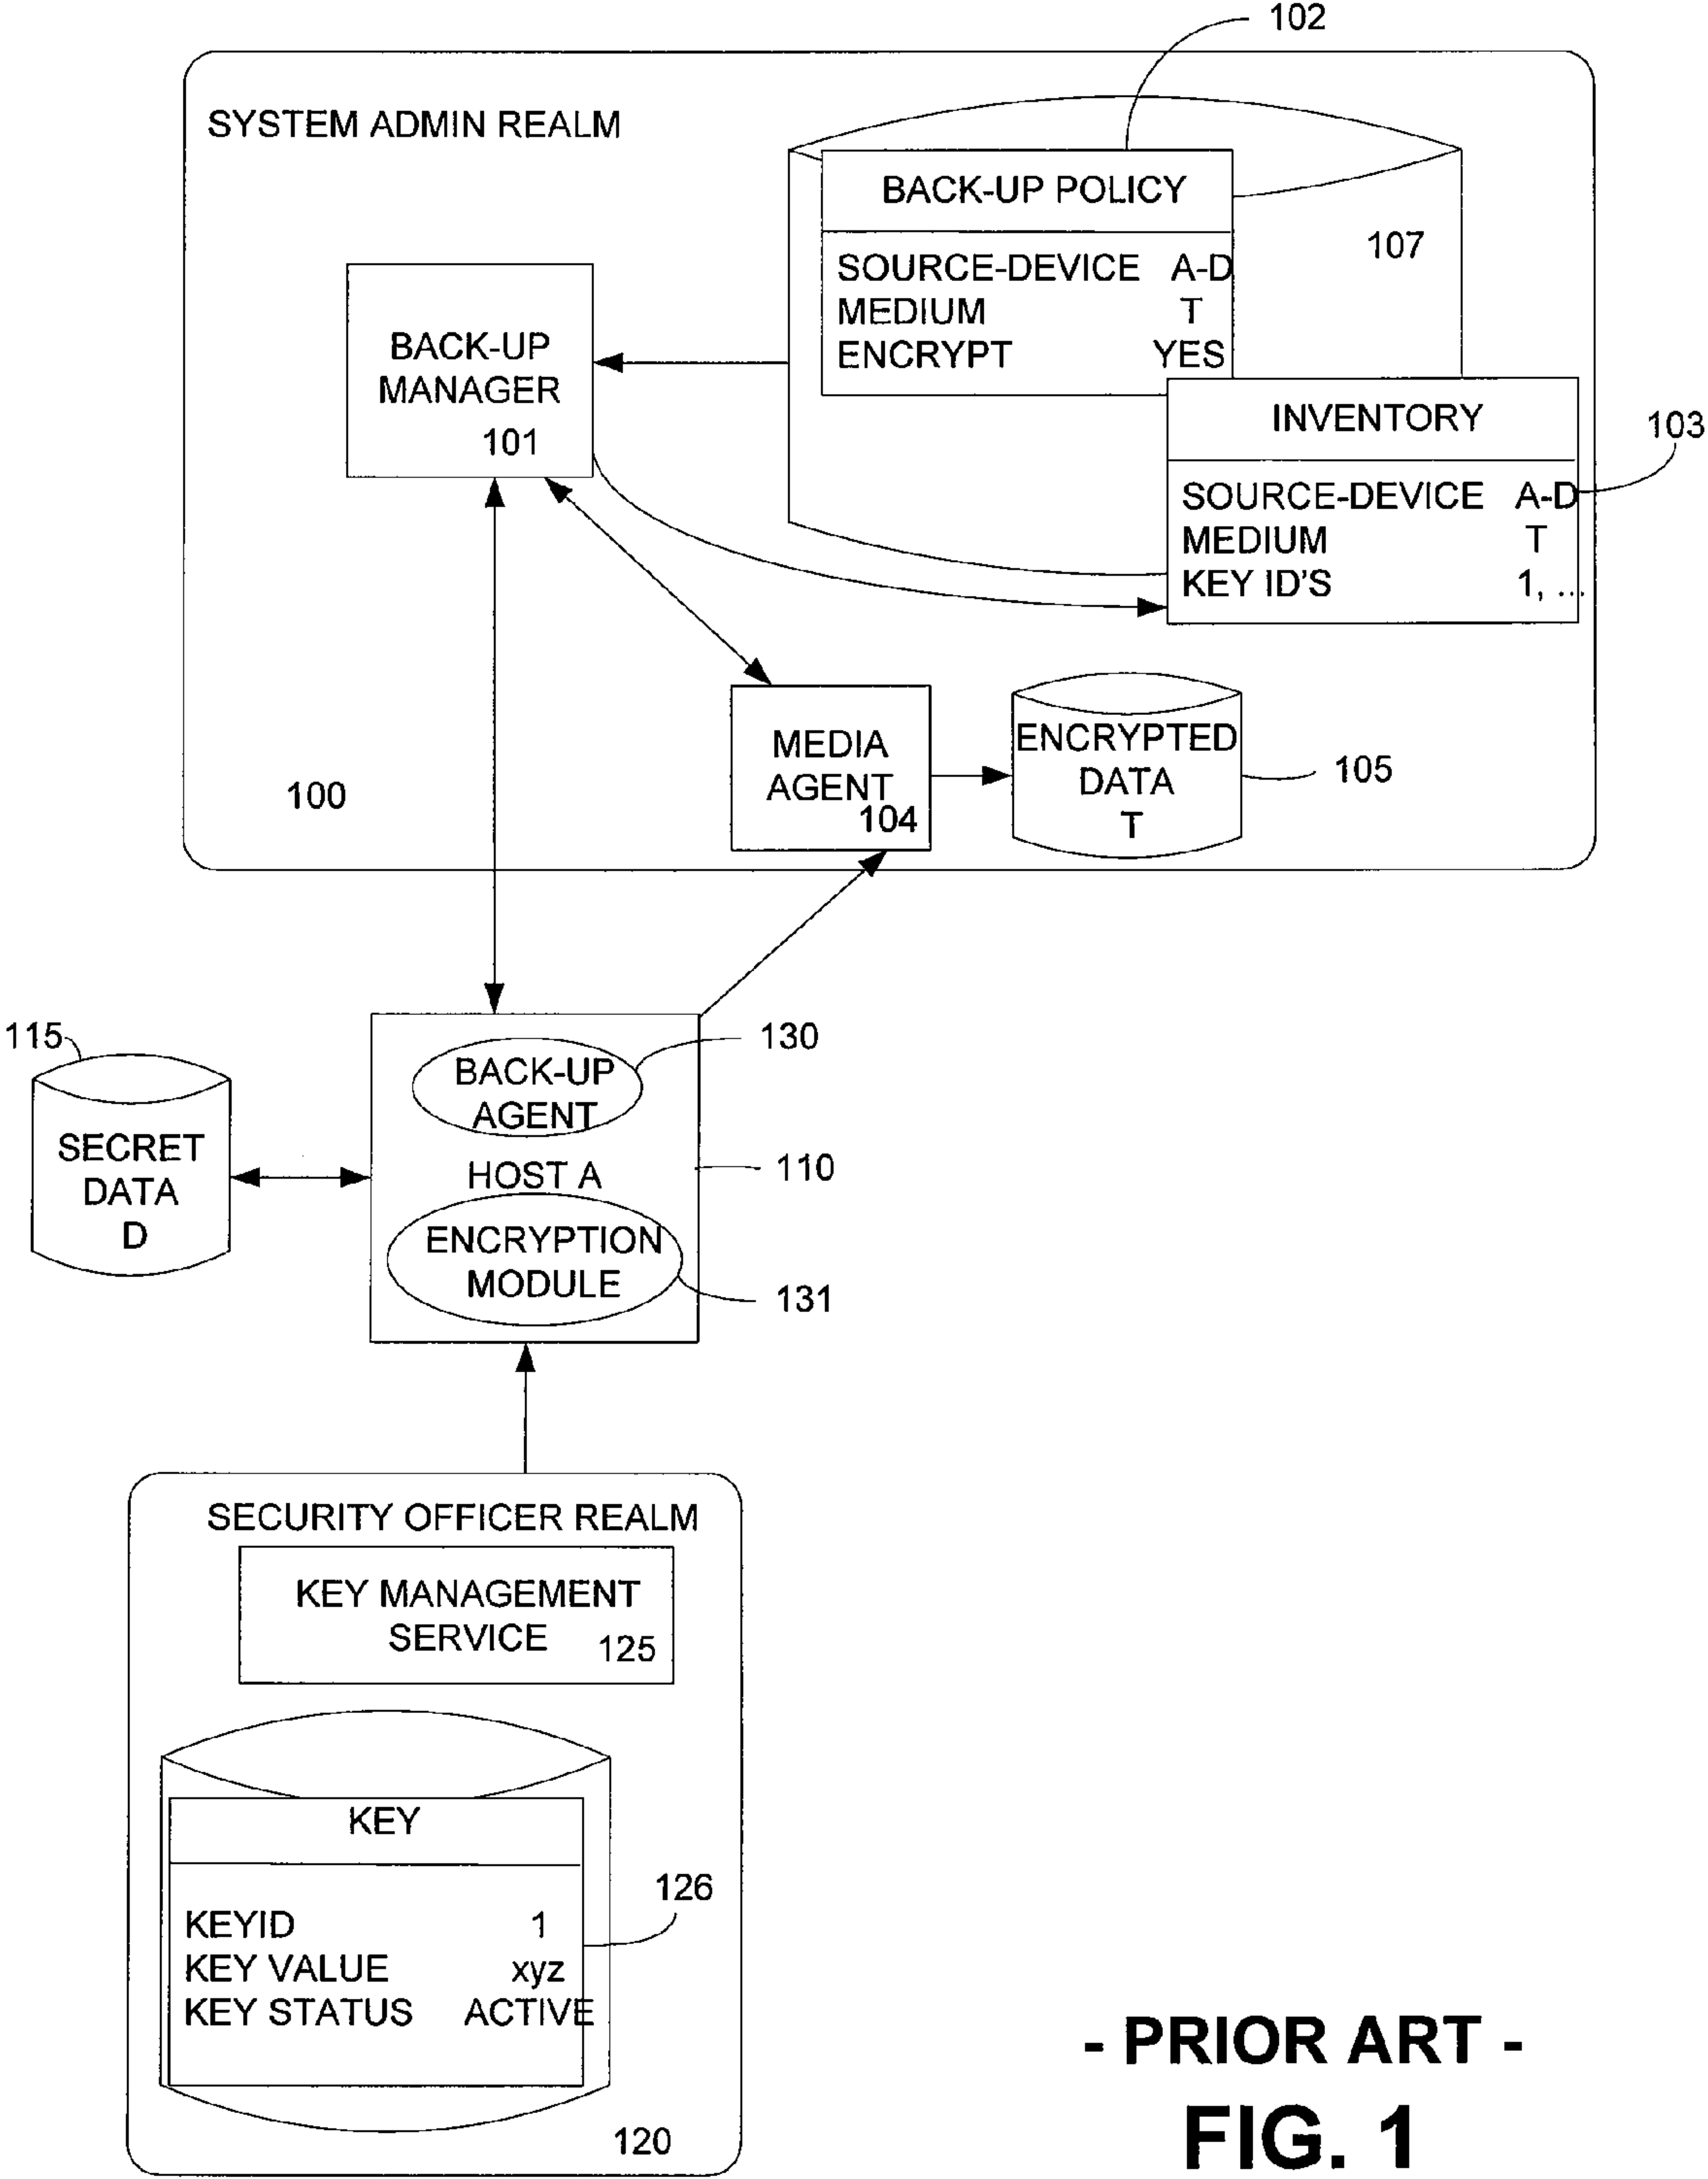 102
SYSTEM ADMIN REALM
BACK-UP POLICY
SOURCE-DEVICE A-D
MEDIUM T
ENCRYPT YES
107
BACK-UP
MANAGER
101
INVENTORY
103
SOURCE-DEVICE A-D
MEDIUM T
KEY ID'S 1, ...
MEDIA
AGENT
104
ENCRYPTED
DATA
T
105
100
115
SECRET
DATA
D
BACK-UP
AGENT
130
HOST A
110
ENCRYPTION
MODULE
131
SECURITY OFFICER REALM
KEY MANAGEMENT
SERVICE 125
KEY
126
KEYID 1
KEY VALUE xyz
KEY STATUS ACTIVE
120
- PRIOR ART -
FIG. 1